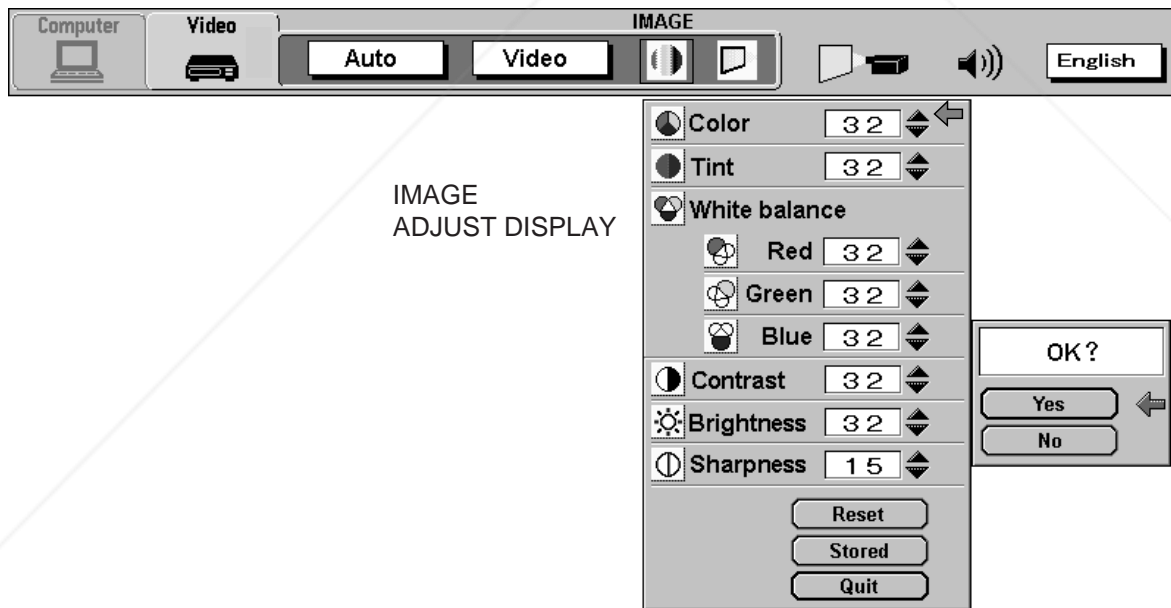 Computer
Video
IMAGE
Auto
Video
English
IMAGE
ADJUST DISPLAY
Color 32
Tint 32
White balance
Red 32
Green 32
Blue 32
Contrast 32
Brightness 32
Sharpness 15
Reset
Stored
Quit
OK?
Yes
No